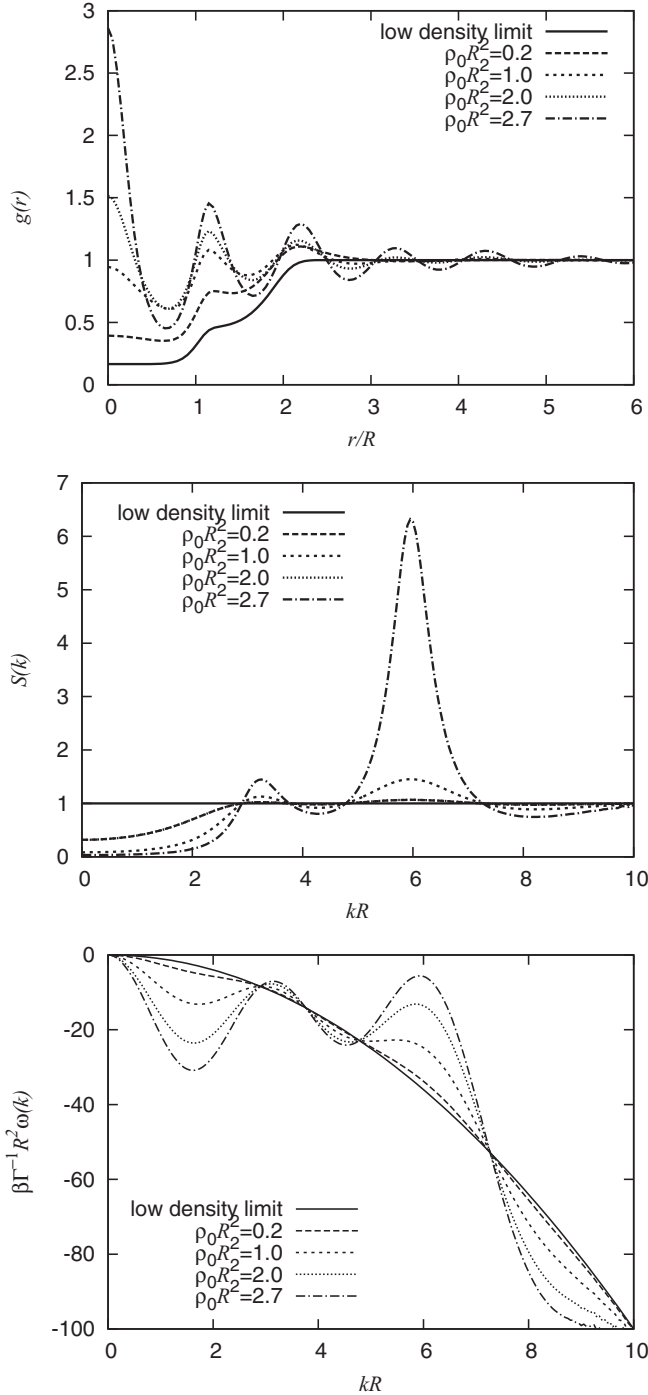 3
2.5
2
1.5
1
0.5
0
g(r)
low density limit
ρ₀R²=0.2
ρ₀R²=1.0
ρ₀R²=2.0
ρ₀R²=2.7
0 1 2 3 4 5 6
r/R
7
6
5
4
3
2
1
0
S(k)
low density limit
ρ₀R²=0.2
ρ₀R²=1.0
ρ₀R²=2.0
ρ₀R²=2.7
0 2 4 6 8 10
kR
0
-20
-40
-60
-80
-100
βΓ⁻¹R²ω(k)
low density limit
ρ₀R²=0.2
ρ₀R²=1.0
ρ₀R²=2.0
ρ₀R²=2.7
0 2 4 6 8 10
kR